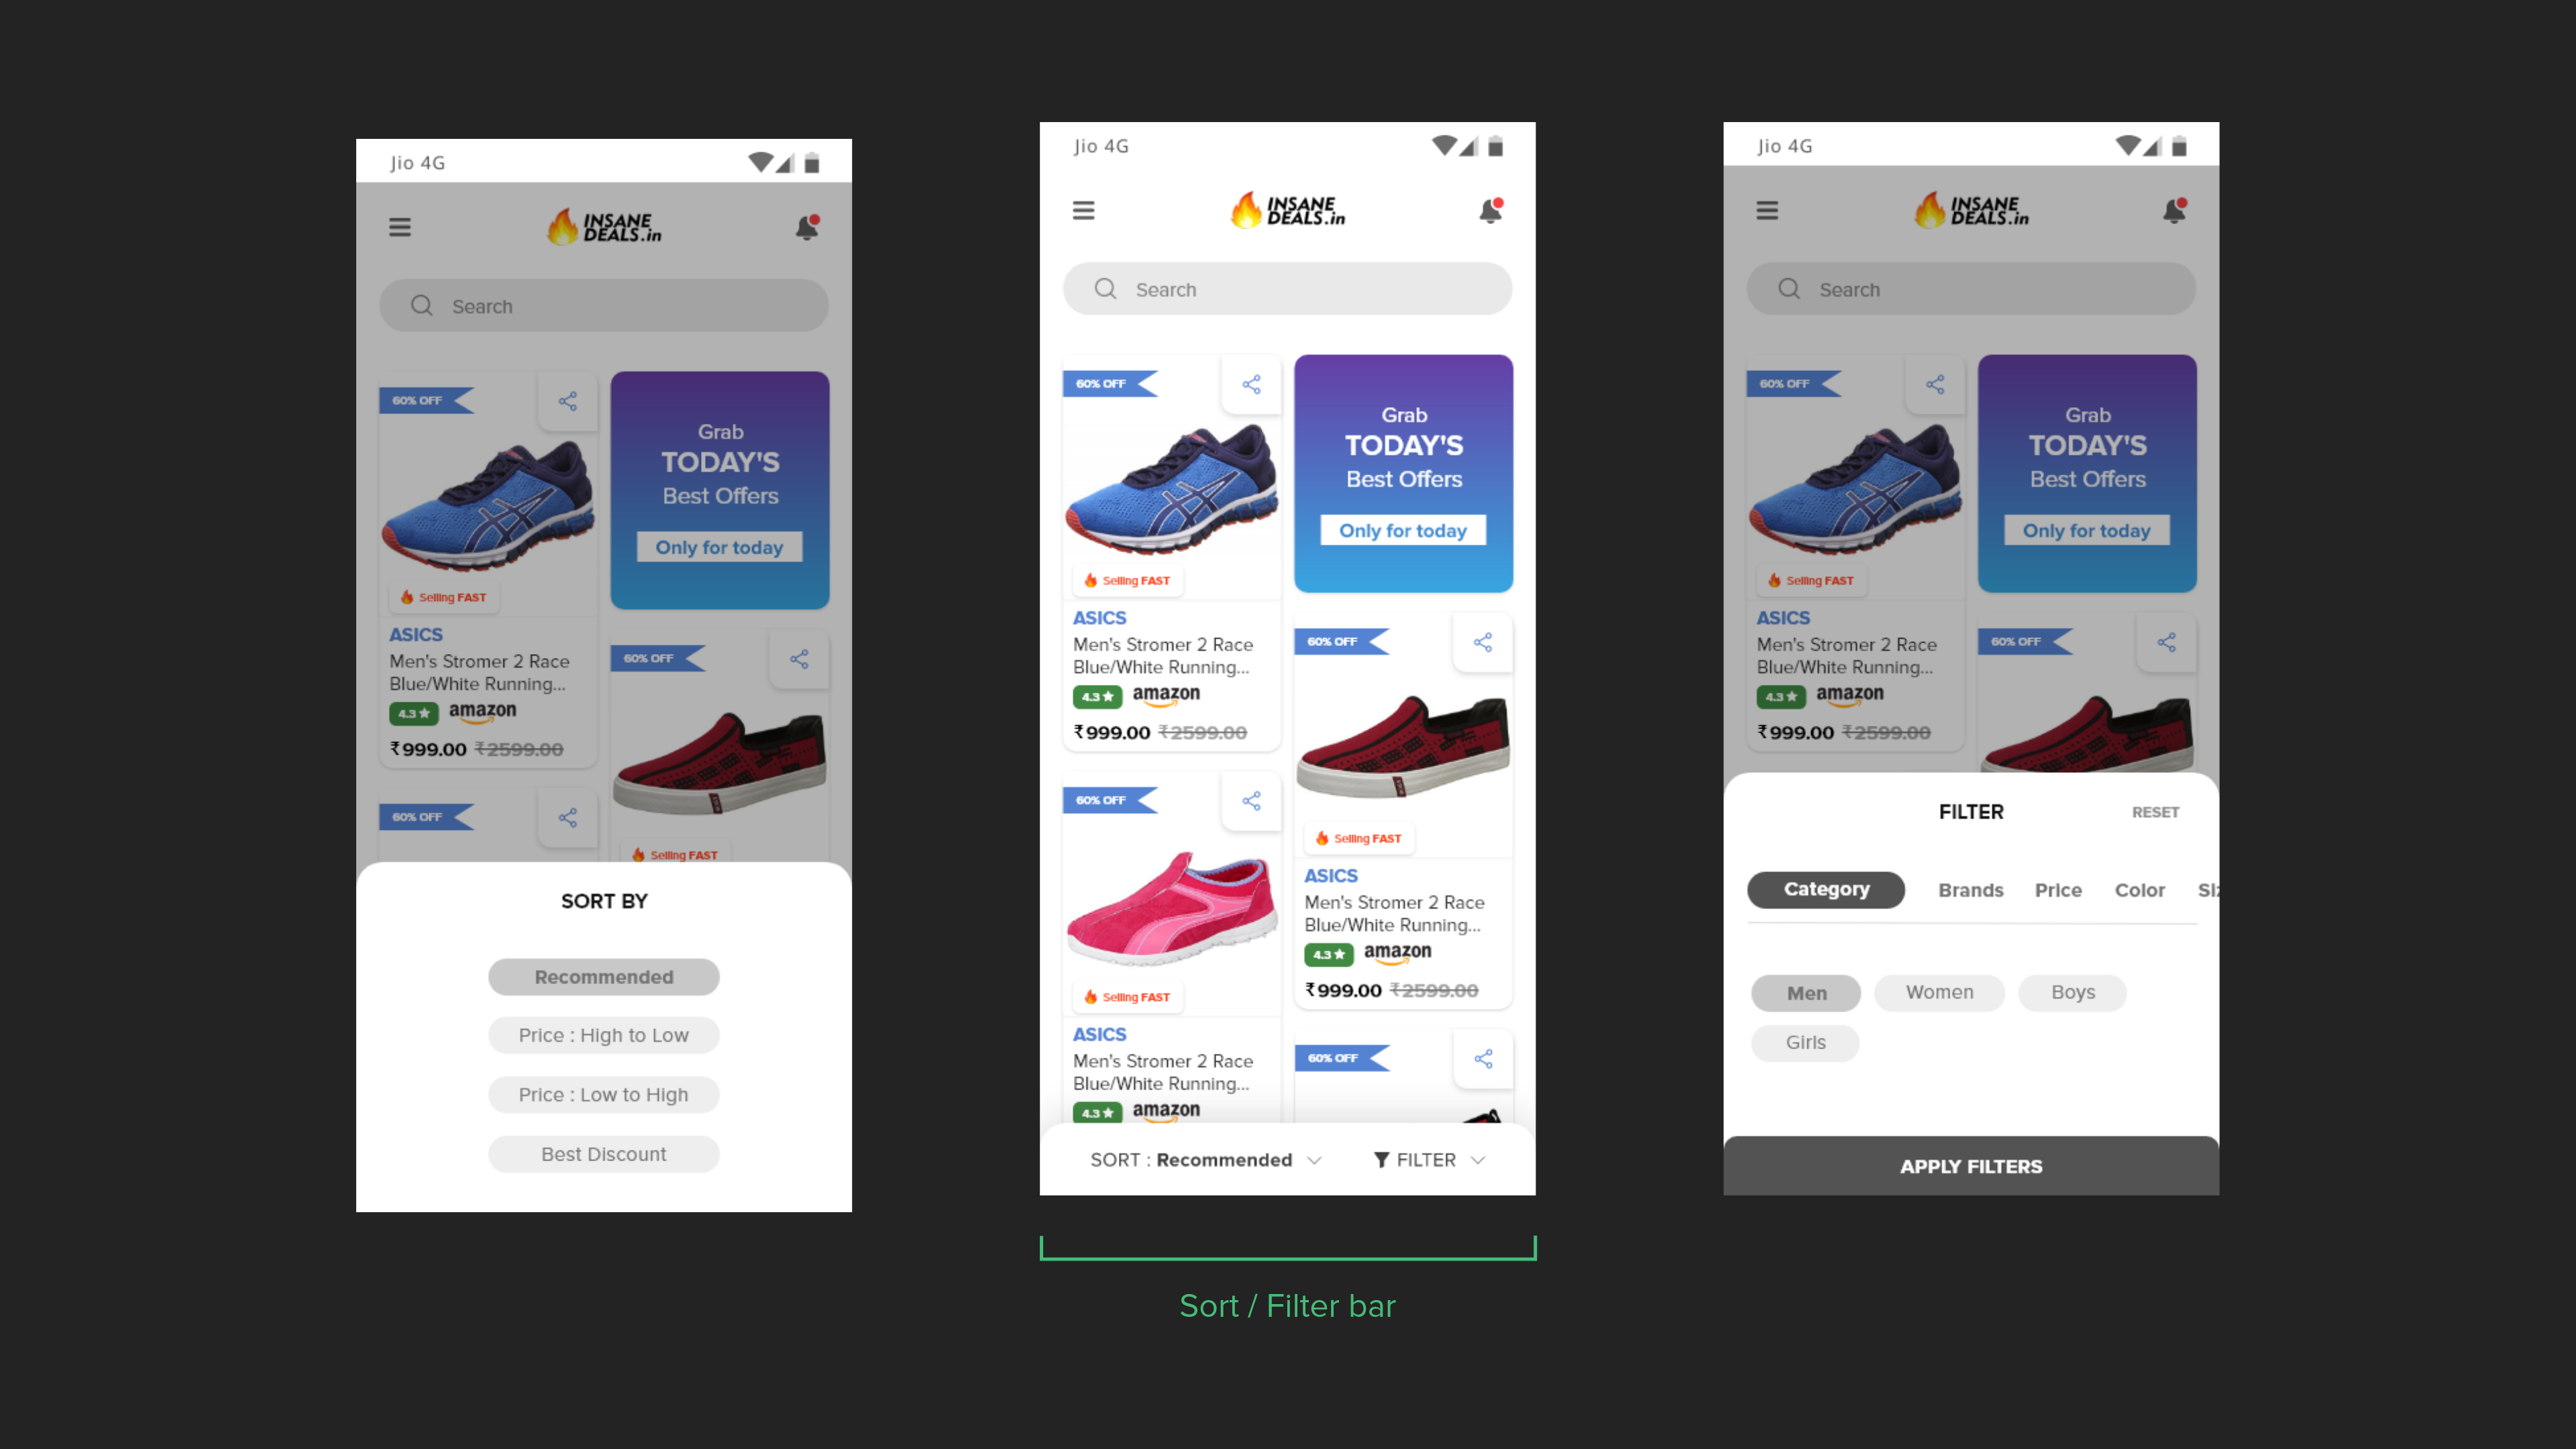 Jio 4G
INSANE
DEALS.in
Search
60% OFF
Selling FAST
ASICS
Men's Stromer 2 Race
Blue/White Running...
4.3 amazon
₹999.00 ₹2599.00
60% OFF
Grab
TODAY'S
Best Offers
Only for today
60% OFF
Selling FAST
SORT BY
Recommended
Price : High to Low
Price : Low to High
Best Discount
Jio 4G
INSANE
DEALS.in
Search
60% OFF
Selling FAST
ASICS
Men's Stromer 2 Race
Blue/White Running...
4.3 amazon
₹999.00 ₹2599.00
60% OFF
Selling FAST
ASICS
Men's Stromer 2 Race
Blue/White Running...
4.3 amazon
Grab
TODAY'S
Best Offers
Only for today
60% OFF
Selling FAST
ASICS
Men's Stromer 2 Race
Blue/White Running...
4.3 amazon
₹999.00 ₹2599.00
60% OFF
SORT : Recommended FILTER
Sort / Filter bar
Jio 4G
INSANE
DEALS.in
Search
60% OFF
Selling FAST
ASICS
Men's Stromer 2 Race
Blue/White Running...
4.3 amazon
₹999.00 ₹2599.00
Grab
TODAY'S
Best Offers
Only for today
60% OFF
FILTER RESET
Category Brands Price Color
Men Women Boys
Girls
APPLY FILTERS